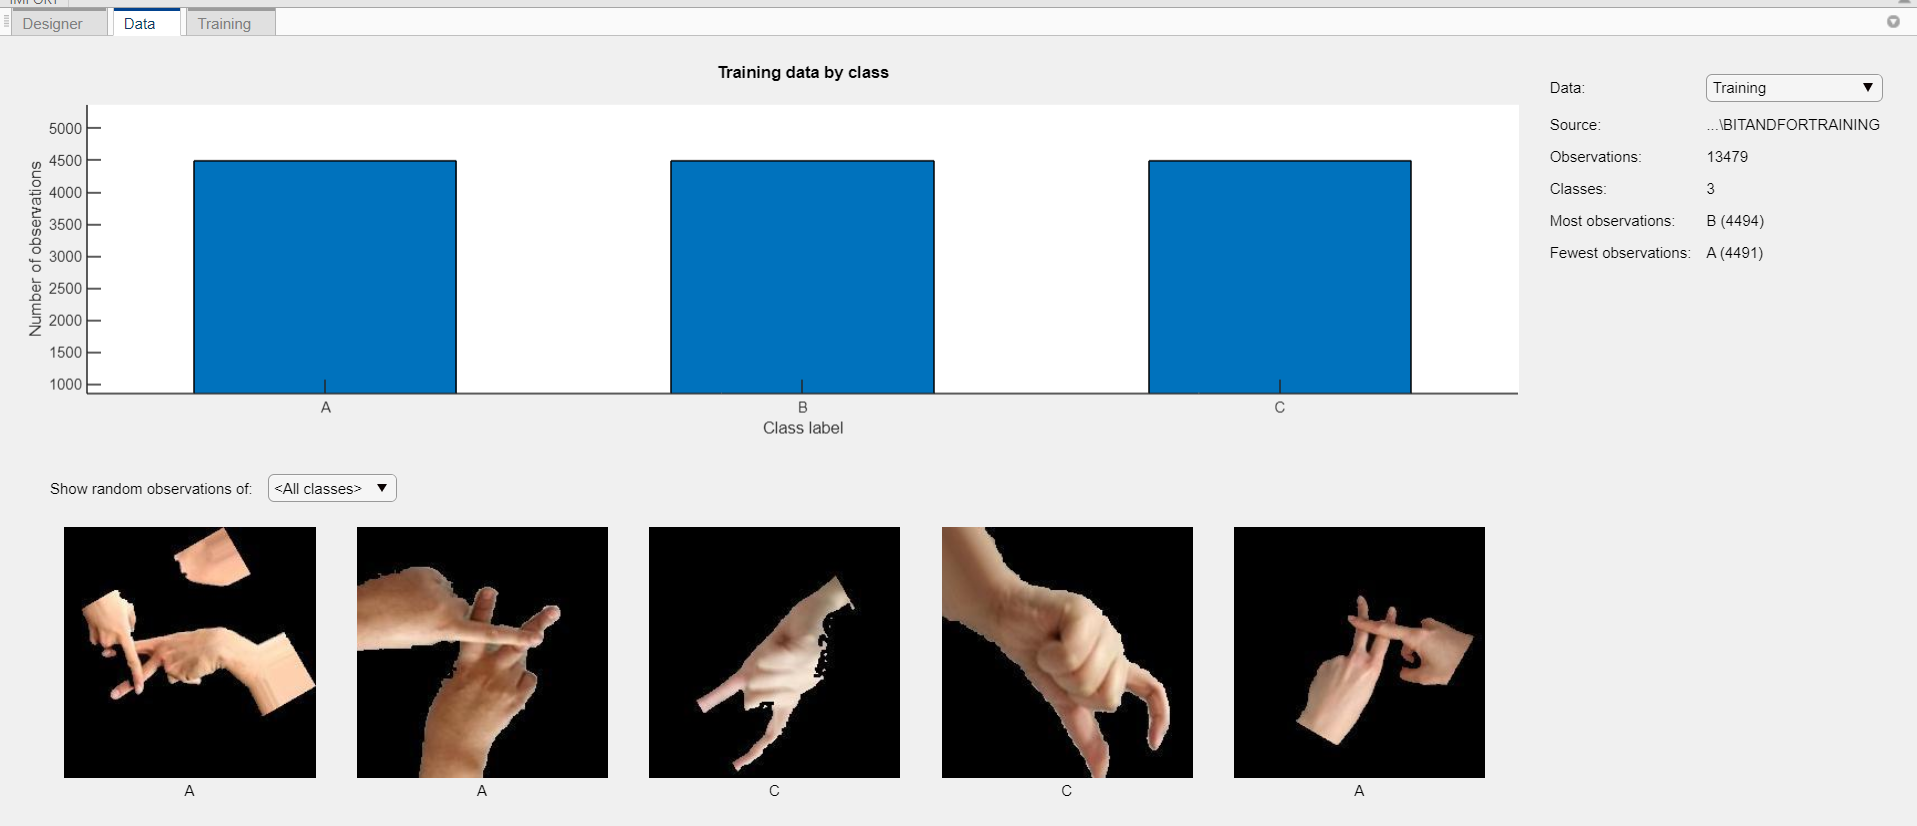 IMPORT
Designer Data Training
Training data by class
5000
4500
4000
3500
3000
2500
2000
1500
1000
Number of observations
A B C
Class label
Data: Training
Source: ...\BITANDFORTRAINING
Observations: 13479
Classes: 3
Most observations: B (4494)
Fewest observations: A (4491)
Show random observations of: <All classes>
A A C C A